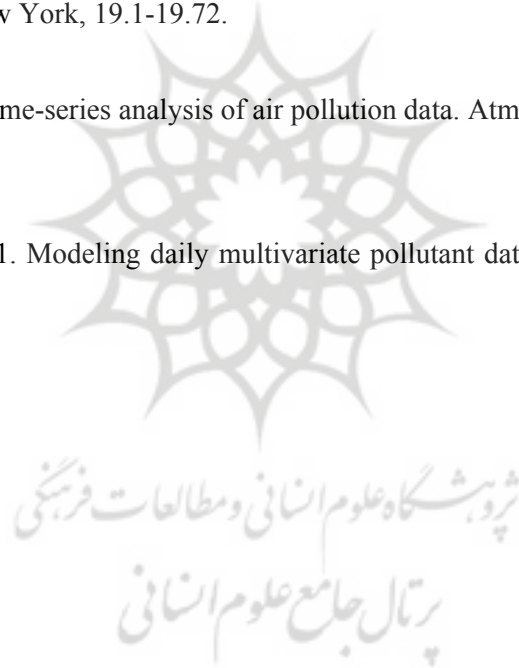 York, 19.1-19.72.
me-series analysis of air pollution data. Atm
1. Modeling daily multivariate pollutant dat
پژوهشگاه علوم انسانی و مطالعات فرهنگی
پرتال جامع علوم انسانی